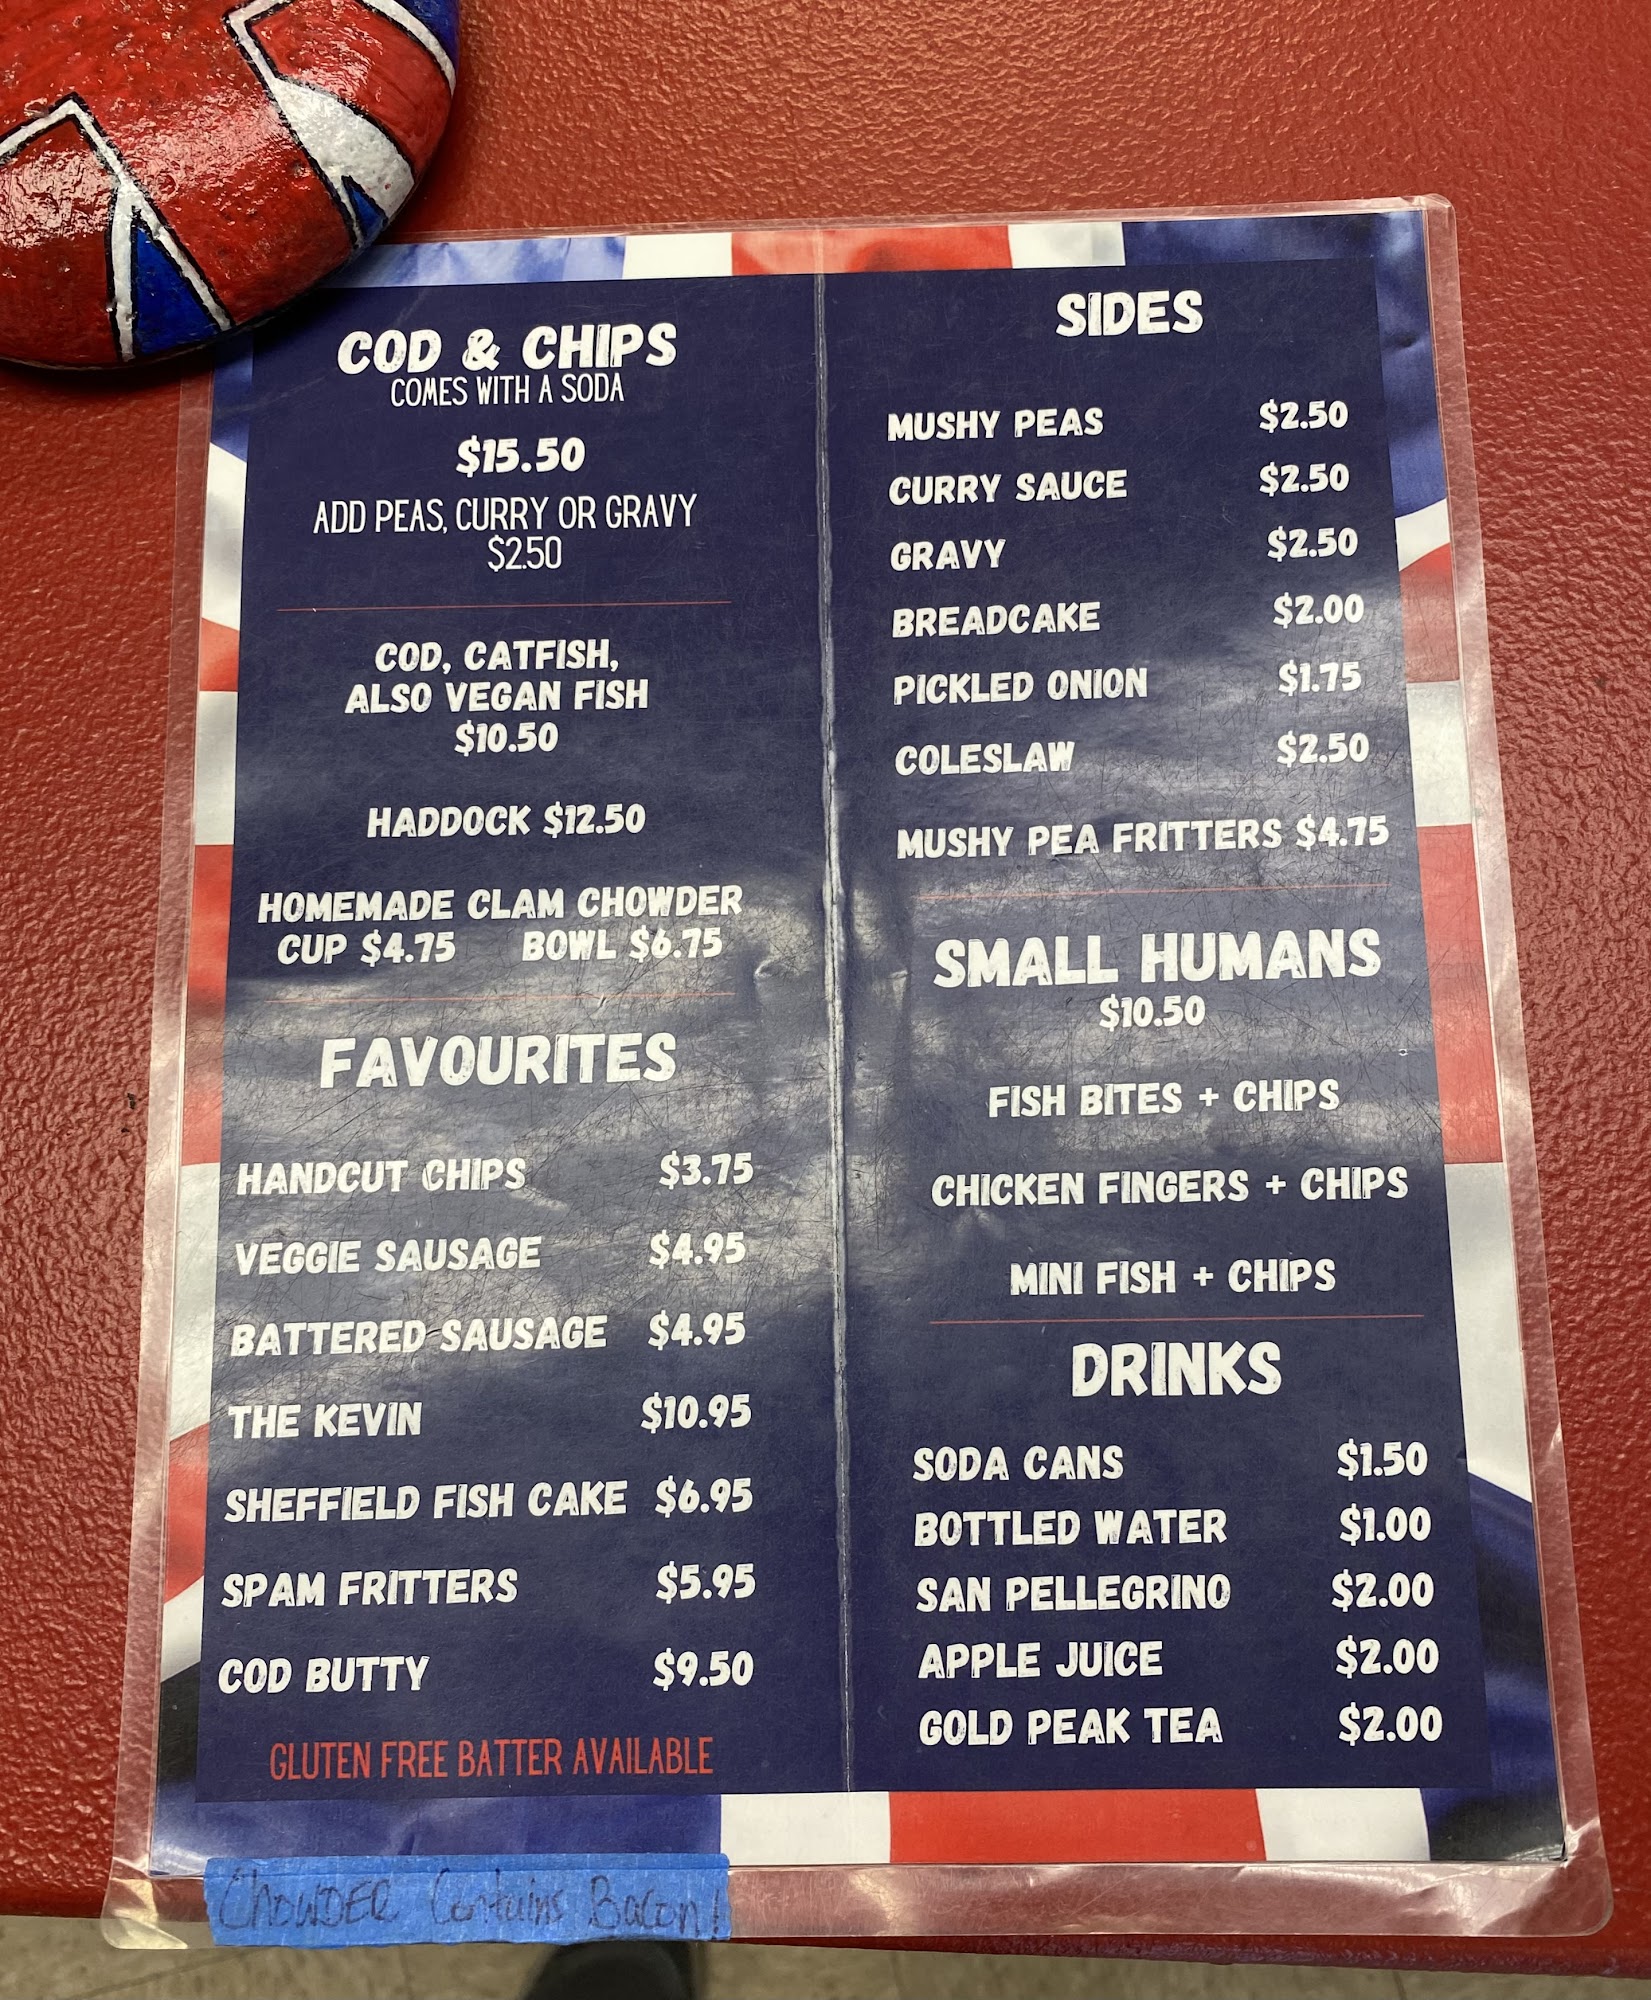 COD & CHIPS
COMES WITH A SODA
$15.50
ADD PEAS, CURRY OR GRAVY
$2.50
COD, CATFISH,
ALSO VEGAN FISH
$10.50
HADDOCK $12.50
HOMEMADE CLAM CHOWDER
CUP $4.75 BOWL $6.75
FAVOURITES
HANDCUT CHIPS $3.75
VEGGIE SAUSAGE $4.95
BATTERED SAUSAGE $4.95
THE KEVIN $10.95
SHEFFIELD FISH CAKE $6.95
SPAM FRITTERS $5.95
COD BUTTY $9.50
GLUTEN FREE BATTER AVAILABLE
SIDES
MUSHY PEAS $2.50
CURRY SAUCE $2.50
GRAVY $2.50
BREADCAKE $2.00
PICKLED ONION $1.75
COLESLAW $2.50
MUSHY PEA FRITTERS $4.75
SMALL HUMANS
$10.50
FISH BITES + CHIPS
CHICKEN FINGERS + CHIPS
MINI FISH + CHIPS
DRINKS
SODA CANS $1.50
BOTTLED WATER $1.00
SAN PELLEGRINO $2.00
APPLE JUICE $2.00
GOLD PEAK TEA $2.00
CHOWDER Contains Bacon!